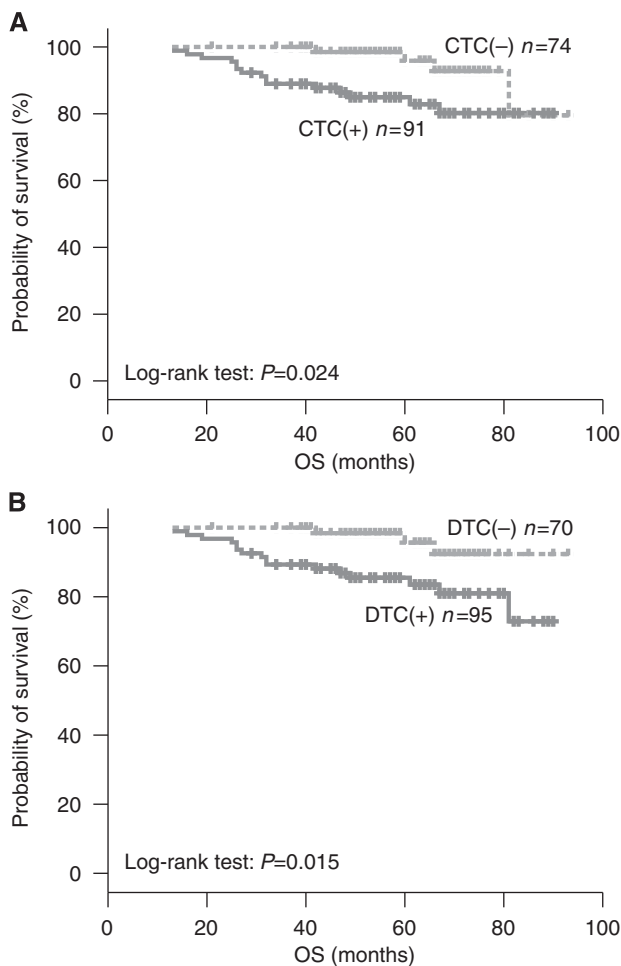 A
Probability of survival (%)
100
80
60
40
20
0
CTC(–) n=74
CTC(+) n=91
Log-rank test: P=0.024
0 20 40 60 80 100
OS (months)
B
Probability of survival (%)
100
80
60
40
20
0
DTC(–) n=70
DTC(+) n=95
Log-rank test: P=0.015
0 20 40 60 80 100
OS (months)